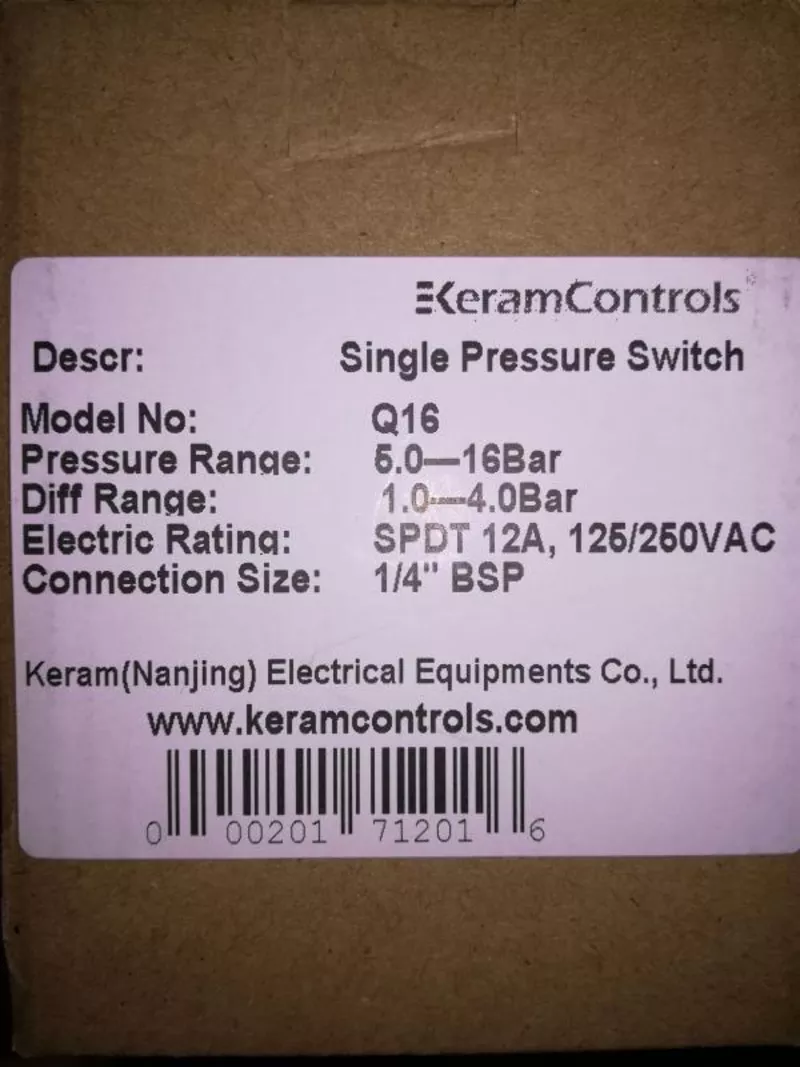 KeramControls
Descr: Single Pressure Switch
Model No: Q16
Pressure Range: 5.0—16Bar
Diff Range: 1.0—4.0Bar
Electric Rating: SPDT 12A, 125/250VAC
Connection Size: 1/4" BSP
Keram(Nanjing) Electrical Equipments Co., Ltd.
www.keramcontrols.com
0 00201 71201 6